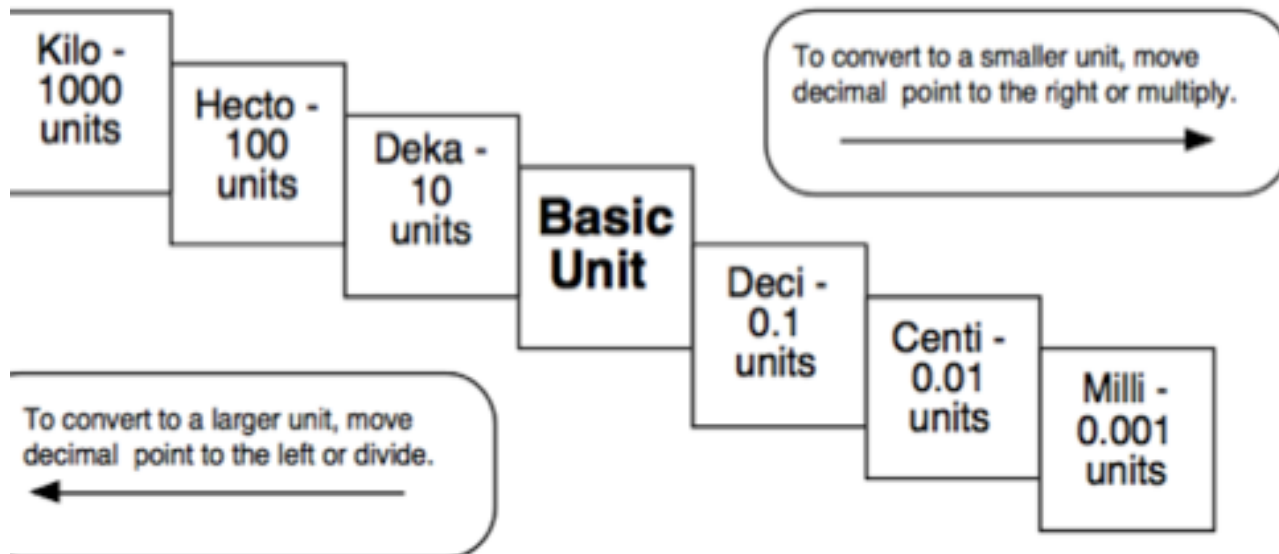 Kilo -
1000
units
Hecto -
100
units
Deka -
10
units
Basic
Unit
Deci -
0.1
units
Centi -
0.01
units
Milli -
0.001
units
To convert to a smaller unit, move
decimal point to the right or multiply.
To convert to a larger unit, move
decimal point to the left or divide.